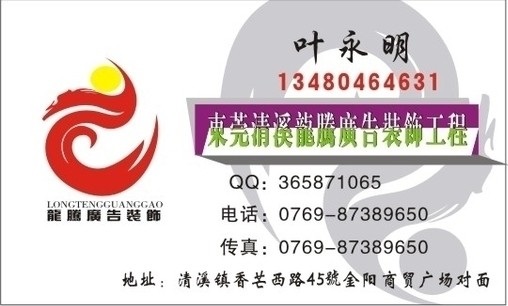 叶永明
13480464631
東莞清溪龍騰廣告裝飾工程
LONGTENGGUANGGAO
龍騰廣告裝飾
QQ: 365871065
电话: 0769-87389650
传真: 0769-87389650
地址: 清溪镇香芒西路45號金阳商贸广场对面